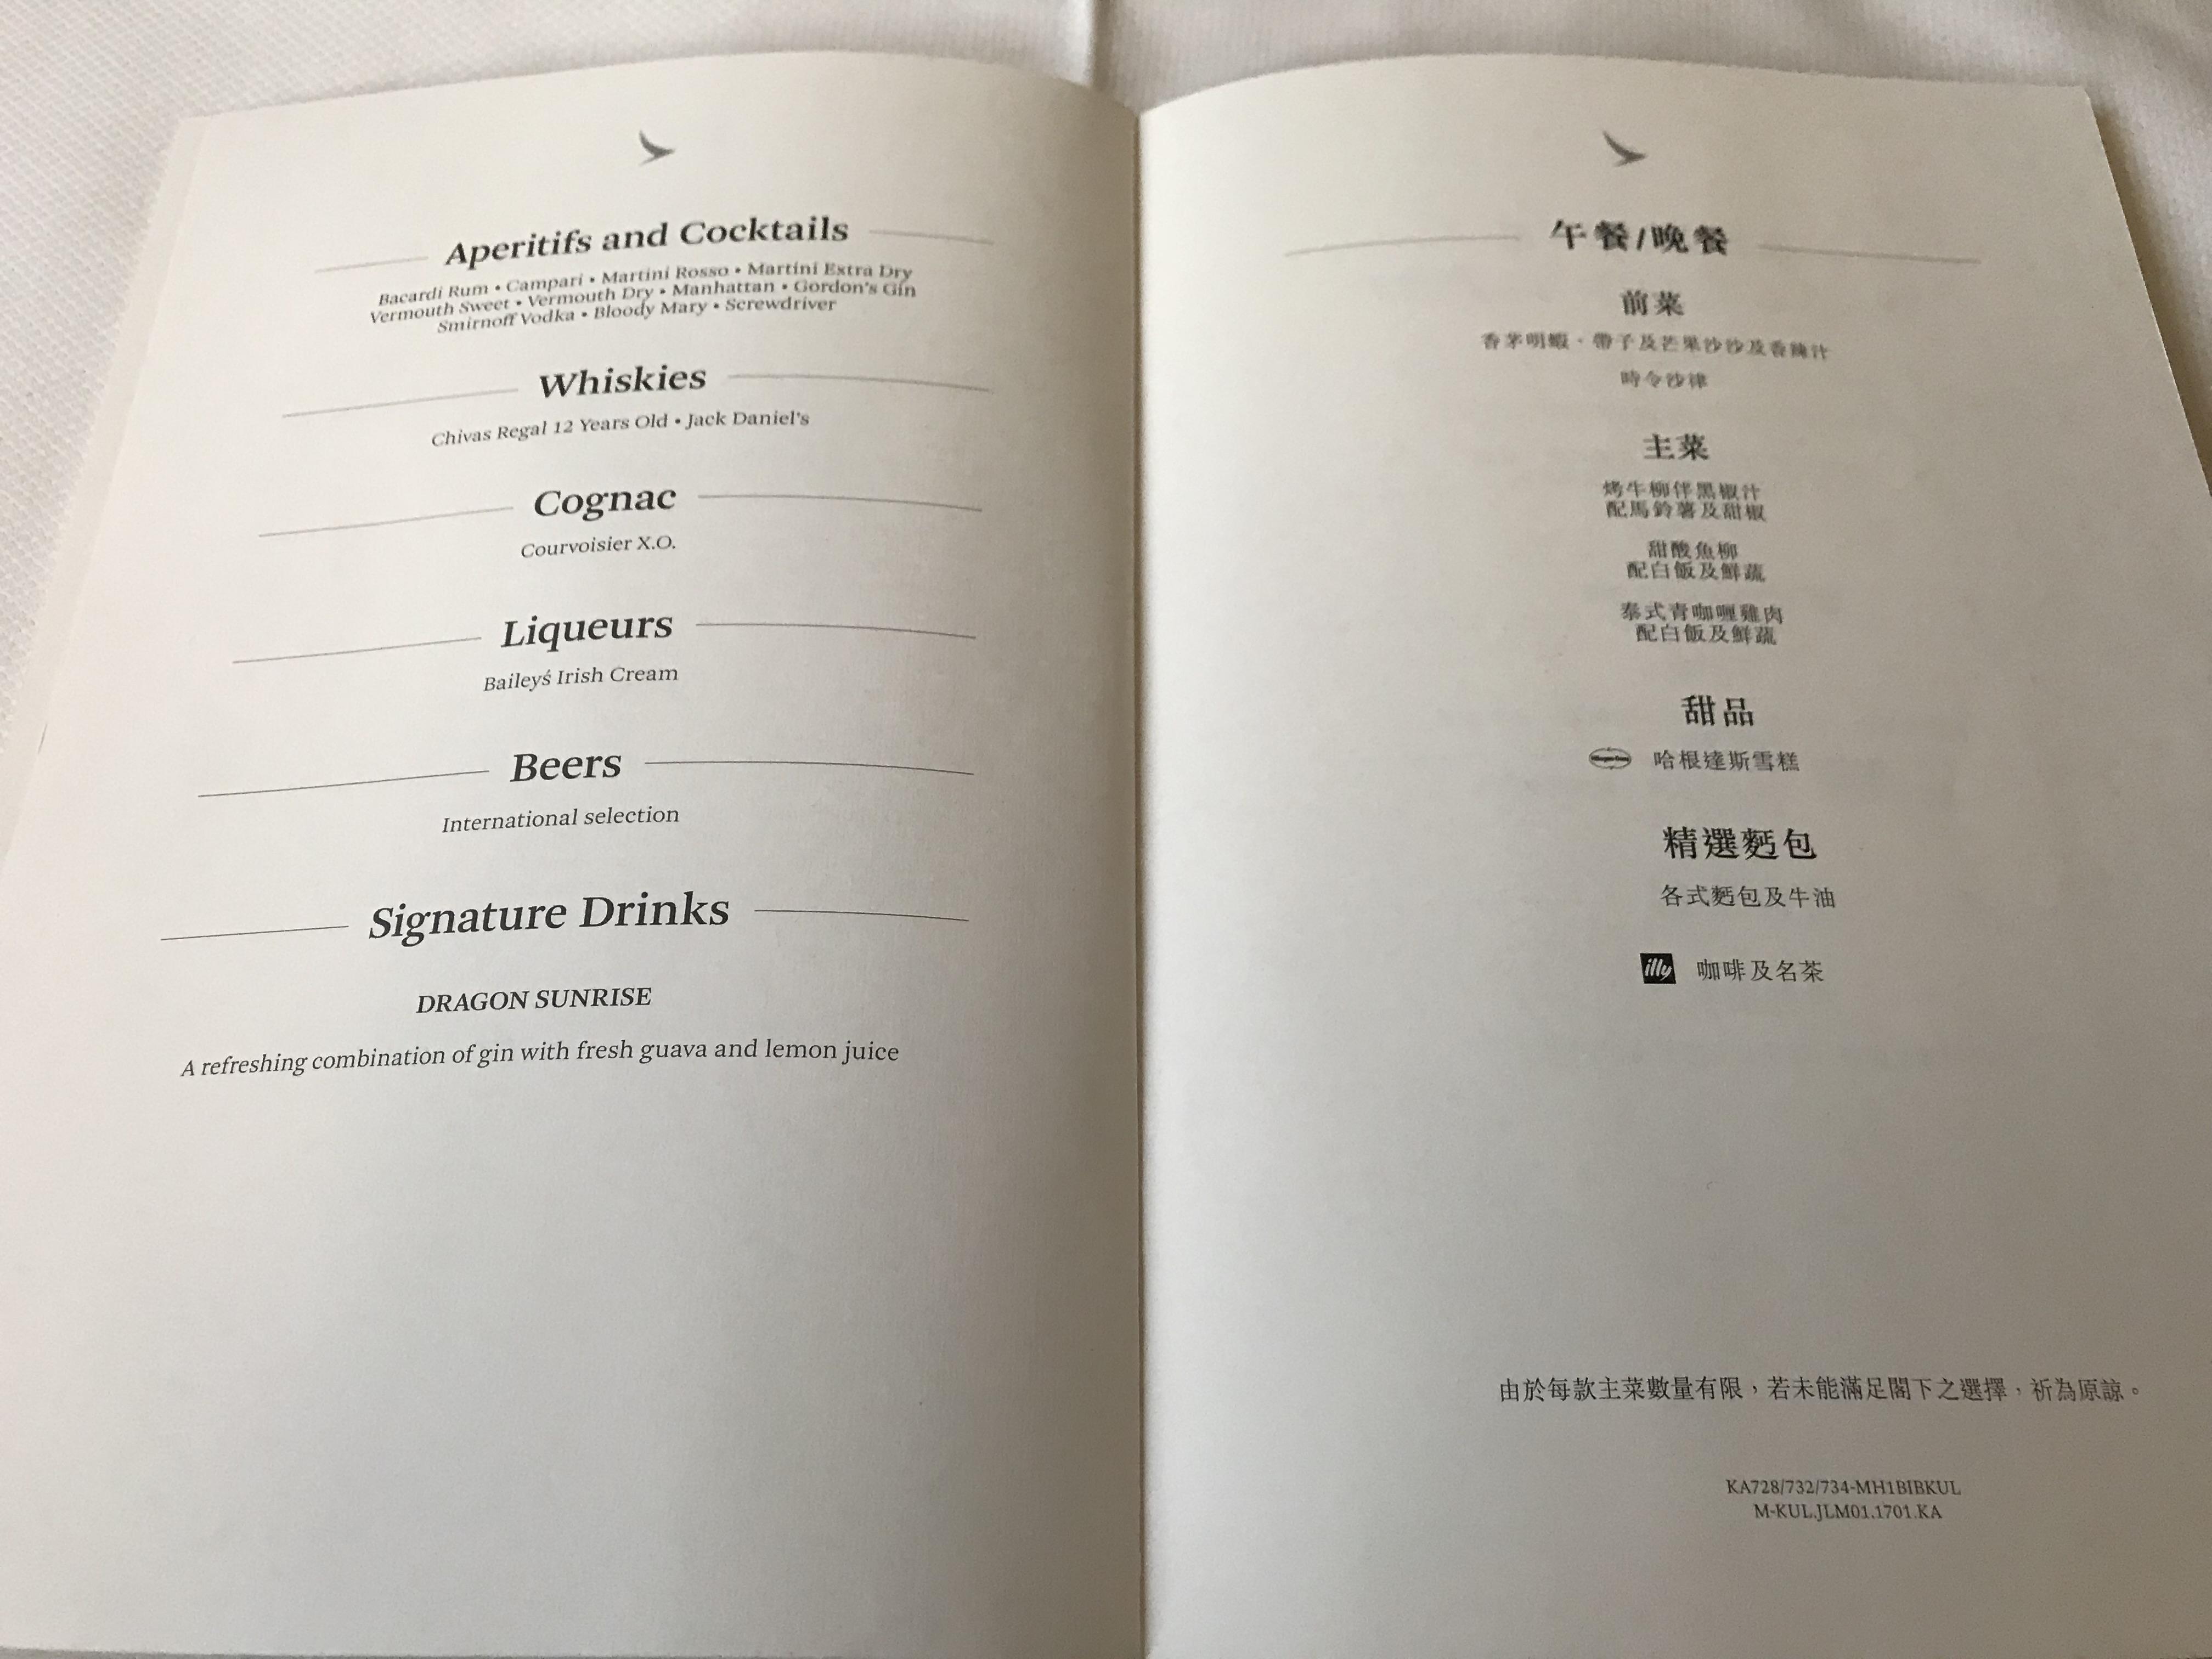 Aperitifs and Cocktails
Bacardi Rum • Campari • Martini Rosso • Martini Extra Dry
Vermouth Sweet • Vermouth Dry • Manhattan • Gordon's Gin
Smirnoff Vodka • Bloody Mary • Screwdriver
Whiskies
Chivas Regal 12 Years Old • Jack Daniel's
Cognac
Courvoisier X.O.
Liqueurs
Baileyś Irish Cream
Beers
International selection
Signature Drinks
DRAGON SUNRISE
A refreshing combination of gin with fresh guava and lemon juice
午餐/晚餐
前菜
香茅明蝦、帶子及芒果沙沙及香辣汁
時令沙律
主菜
烤牛柳伴黑椒汁
配馬鈴薯及甜椒
甜酸魚柳
配白飯及鮮蔬
泰式青咖喱雞肉
配白飯及鮮蔬
甜品
Häagen-Dazs 哈根達斯雪糕
精選麪包
各式麪包及牛油
illy 咖啡及名茶
由於每款主菜數量有限，若未能滿足閣下之選擇，祈為原諒。
KA728/732/734-MH1BIBKUL
M-KUL.JLM01.1701.KA